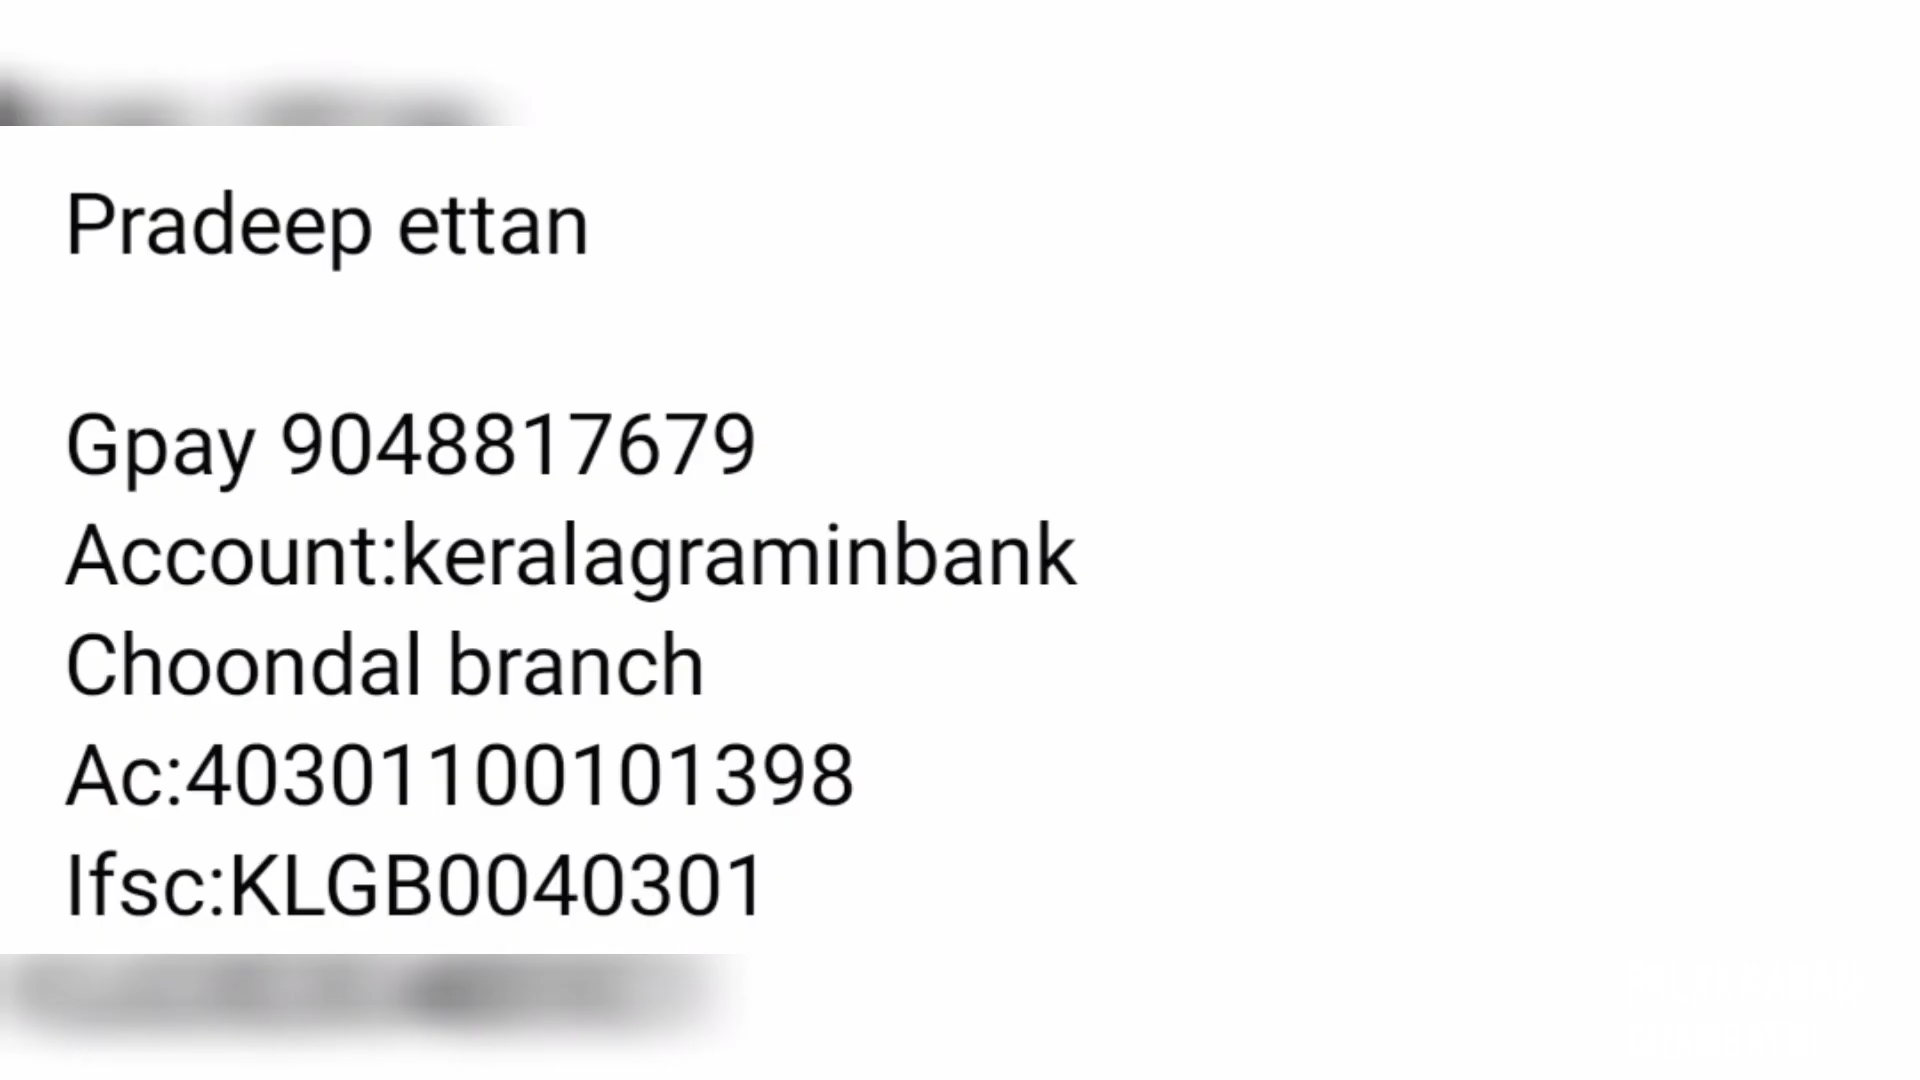 Pradeep ettan
Gpay 9048817679
Account:keralagraminbank
Choondal branch
Ac:40301100101398
Ifsc:KLGB0040301